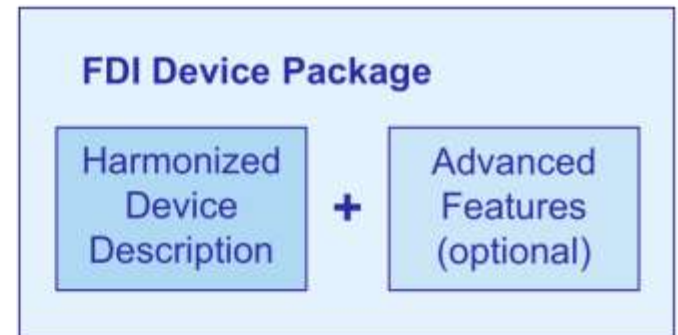 FDI Device Package
Harmonized
Device
Description
+
Advanced
Features
(optional)